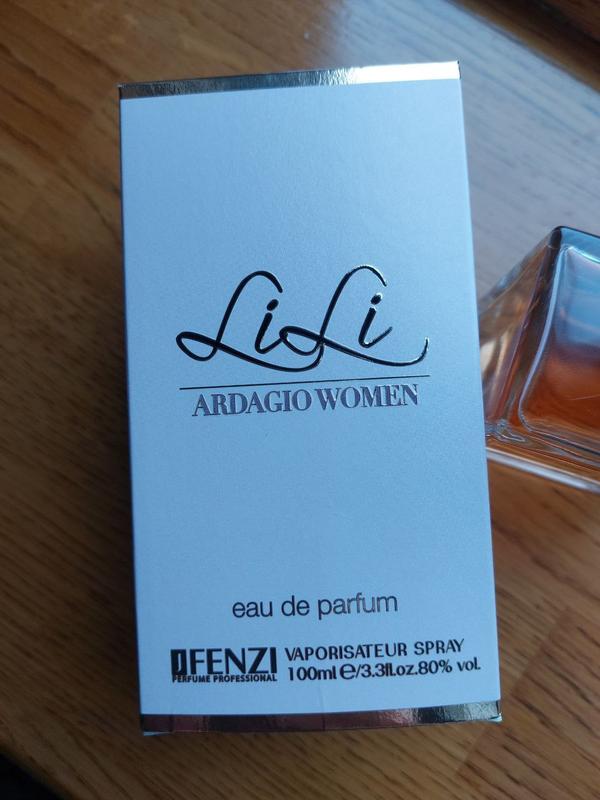 LiLi
ARDAGIO WOMEN
eau de parfum
JFENZI
PERFUME PROFESSIONAL
VAPORISATEUR SPRAY
100ml e/3.3fl.oz.80% vol.